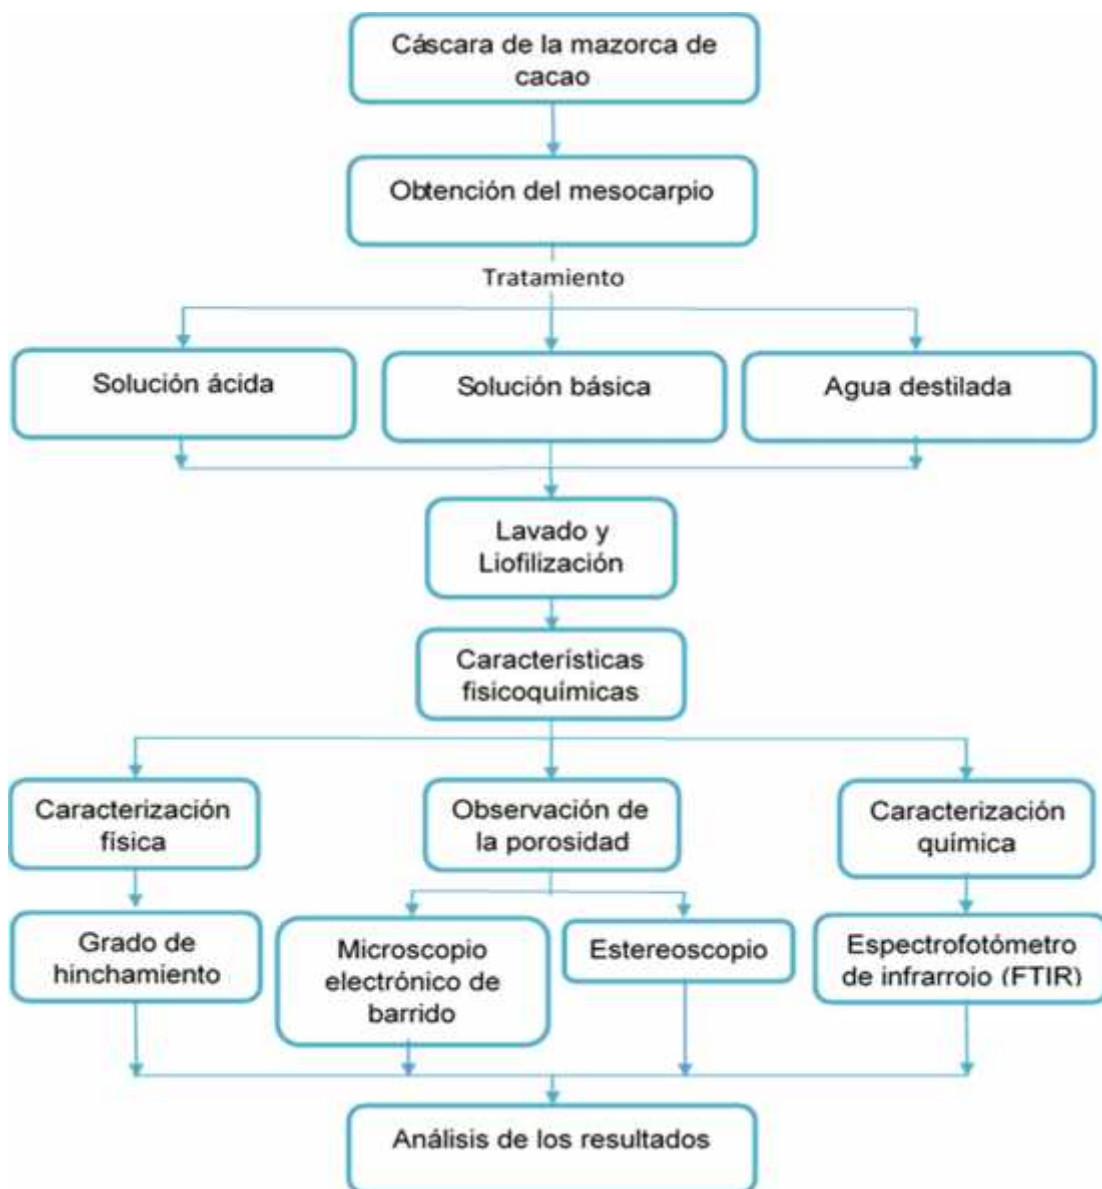 Cáscara de la mazorca de
cacao
Obtención del mesocarpio
Tratamiento
Solución ácida
Solución básica
Agua destilada
Lavado y
Liofilización
Características
fisicoquímicas
Caracterización
física
Observación de
la porosidad
Caracterización
química
Grado de
hinchamiento
Microscopio
electrónico de
barrido
Estereoscopio
Espectrofotómetro
de infrarrojo (FTIR)
Análisis de los resultados